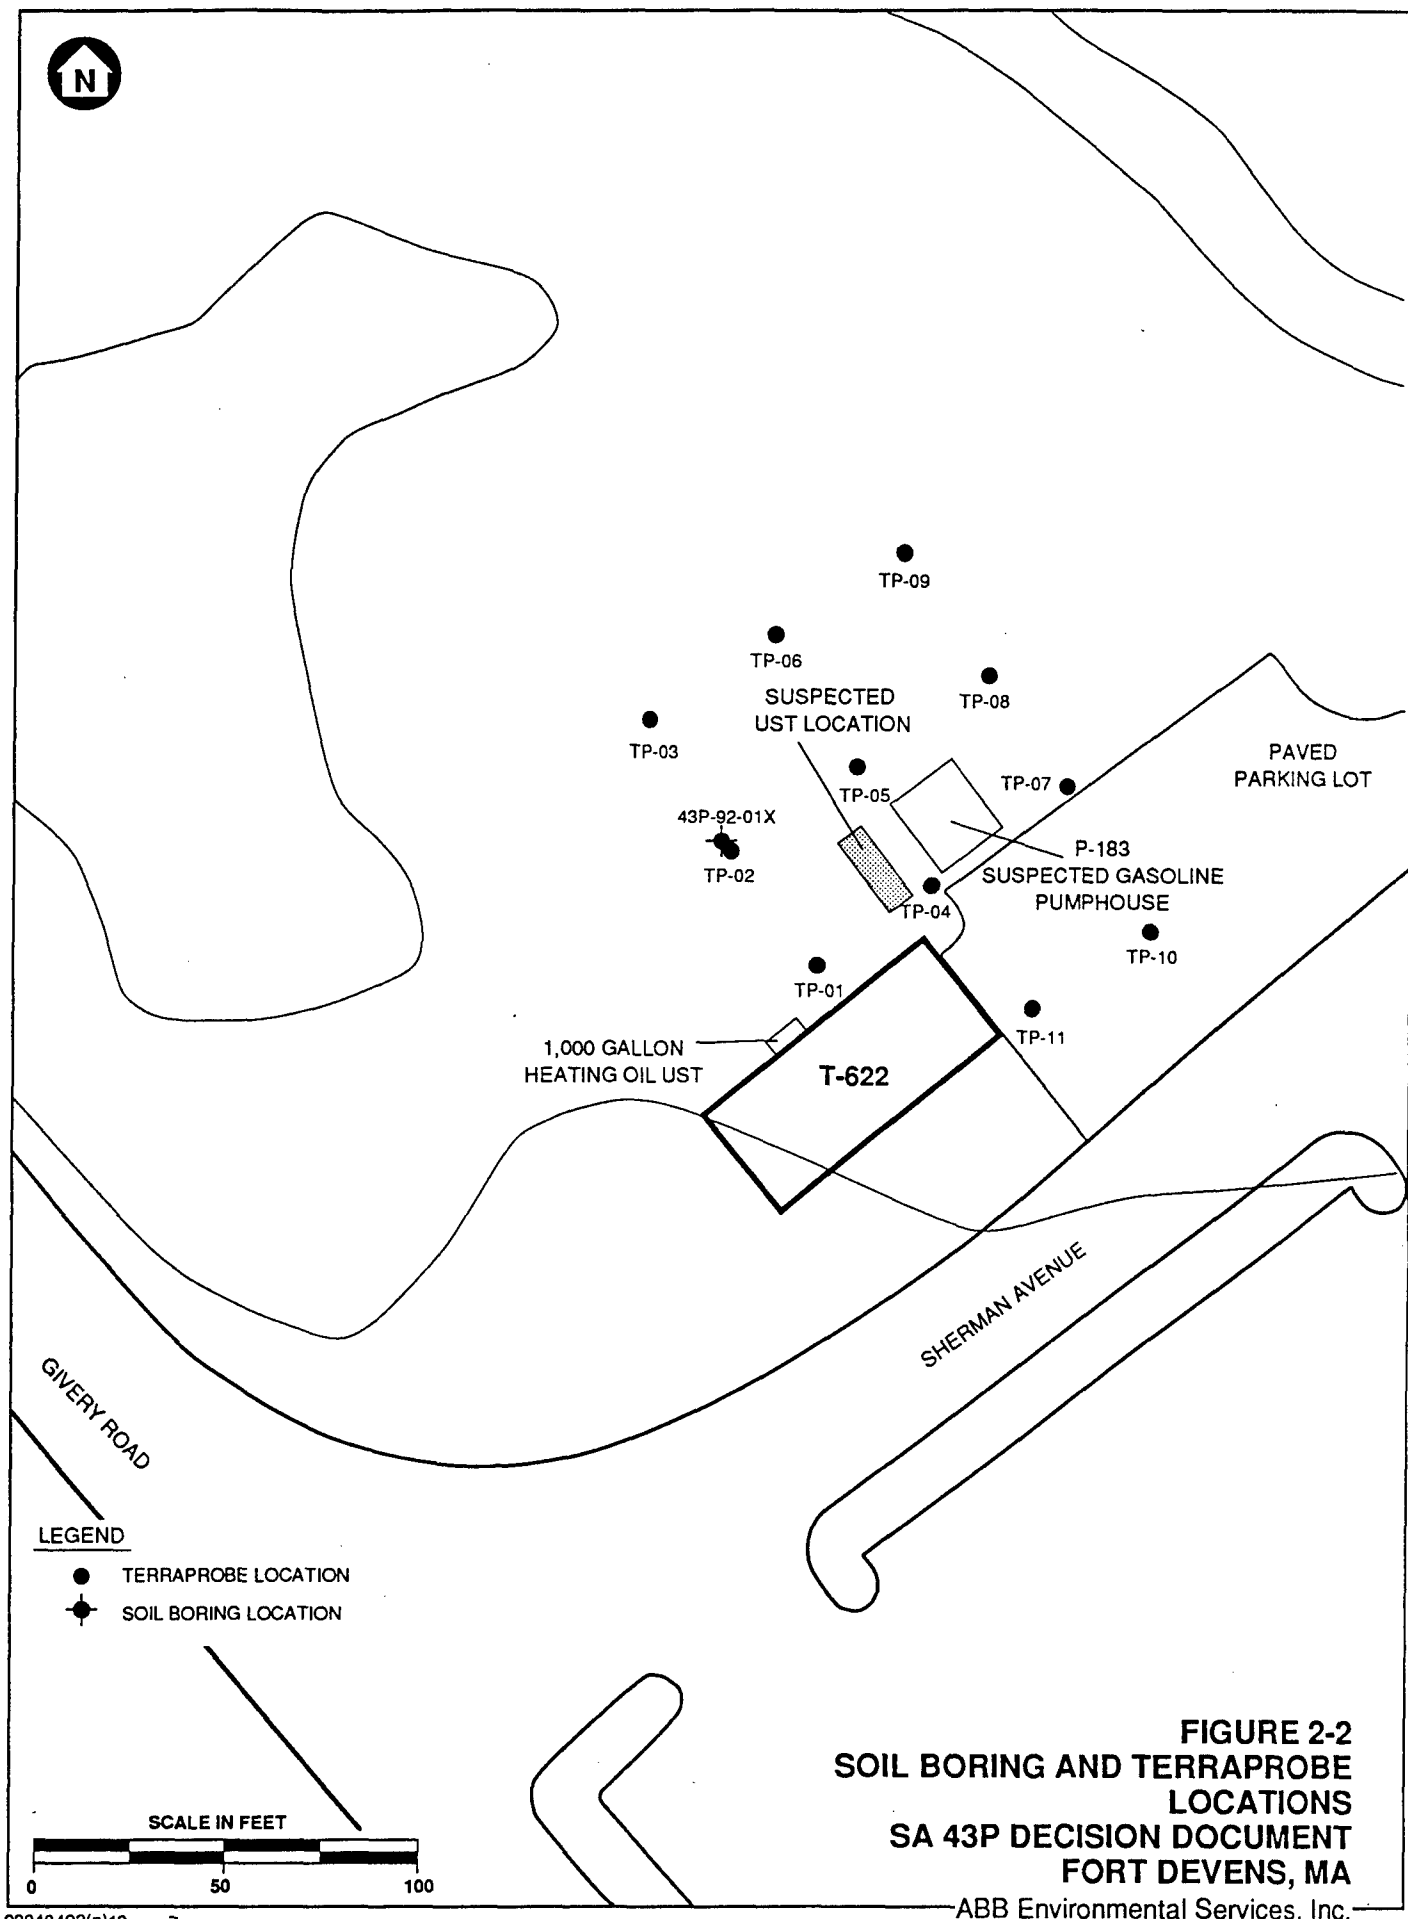 N
TP-09
TP-06
TP-08
SUSPECTED
UST LOCATION
TP-03
PAVED
PARKING LOT
TP-07
TP-05
43P-92-01X
TP-02
P-183
SUSPECTED GASOLINE
PUMPHOUSE
TP-04
TP-10
TP-01
TP-11
1,000 GALLON
HEATING OIL UST
T-622
SHERMAN AVENUE
GIVERY ROAD
LEGEND
TERRAPROBE LOCATION
SOIL BORING LOCATION
SCALE IN FEET
0 50 100
FIGURE 2-2
SOIL BORING AND TERRAPROBE
LOCATIONS
SA 43P DECISION DOCUMENT
FORT DEVENS, MA
ABB Environmental Services, Inc.